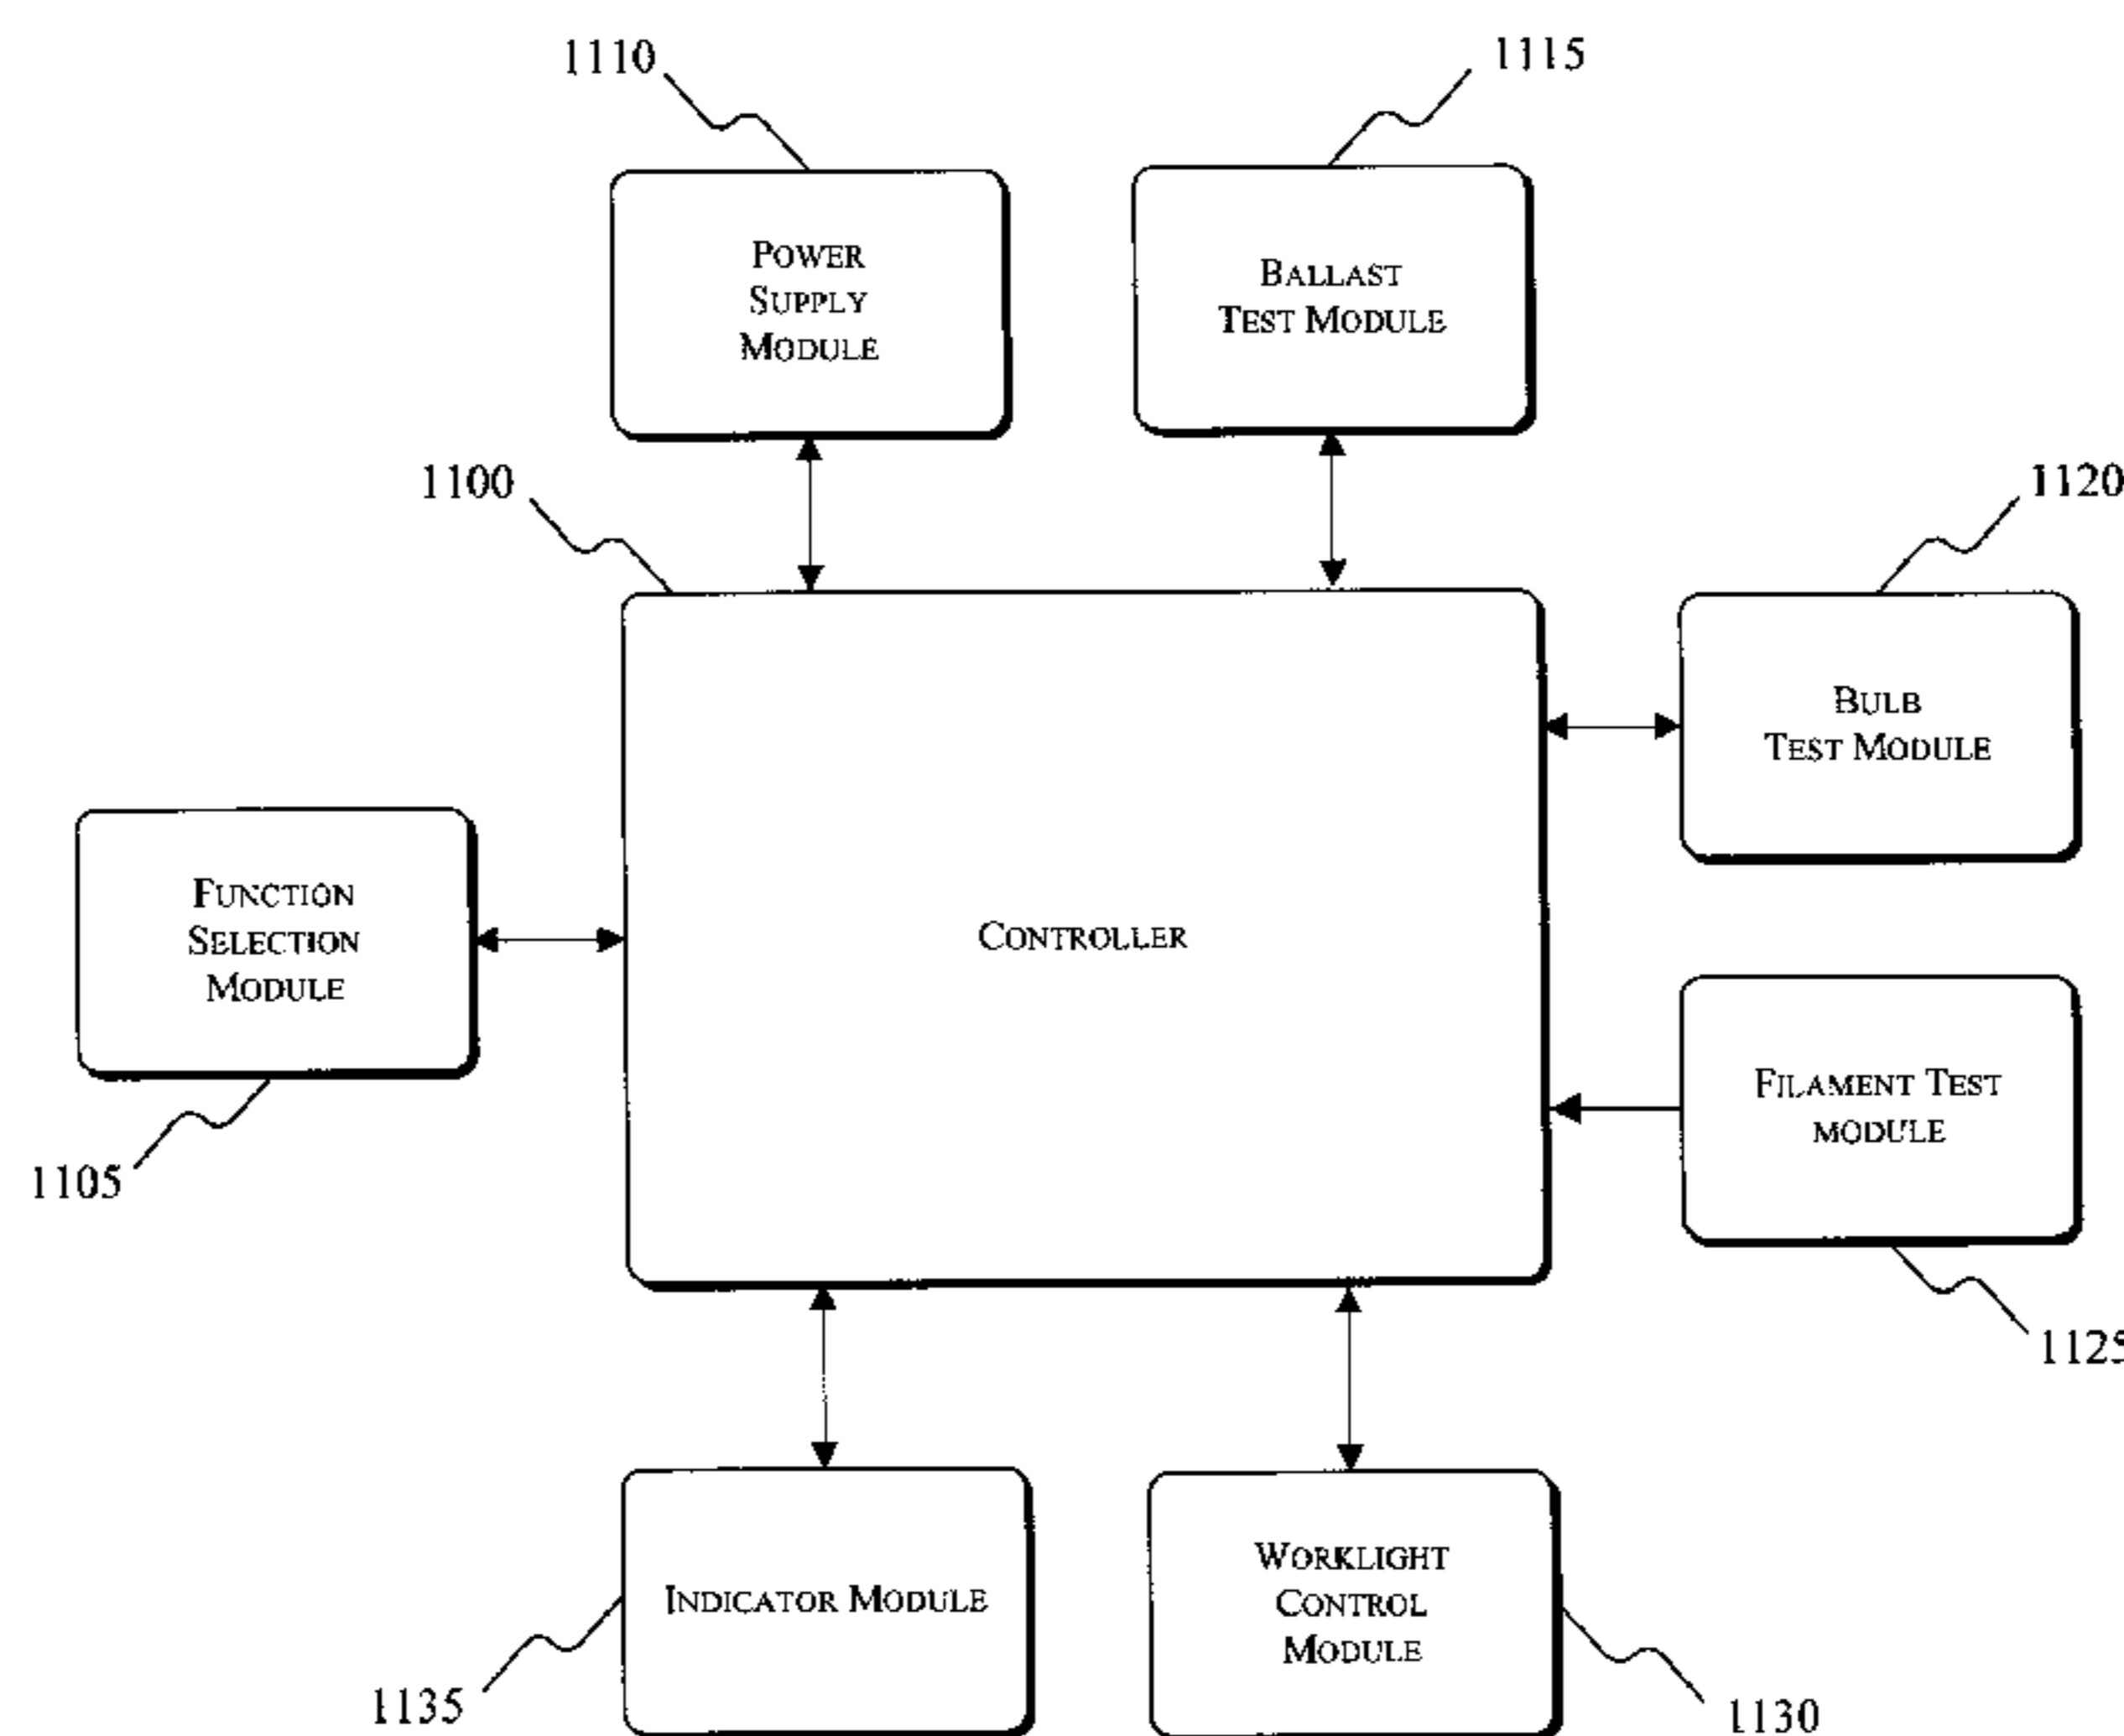 1110
1115
POWER
SUPPLY
MODULE
BALLAST
TEST MODULE
1100
1120
BULB
TEST MODULE
FUNCTION
SELECTION
MODULE
CONTROLLER
FILAMENT TEST
MODULE
1105
1125
INDICATOR MODULE
WORKLIGHT
CONTROL
MODULE
1135
1130